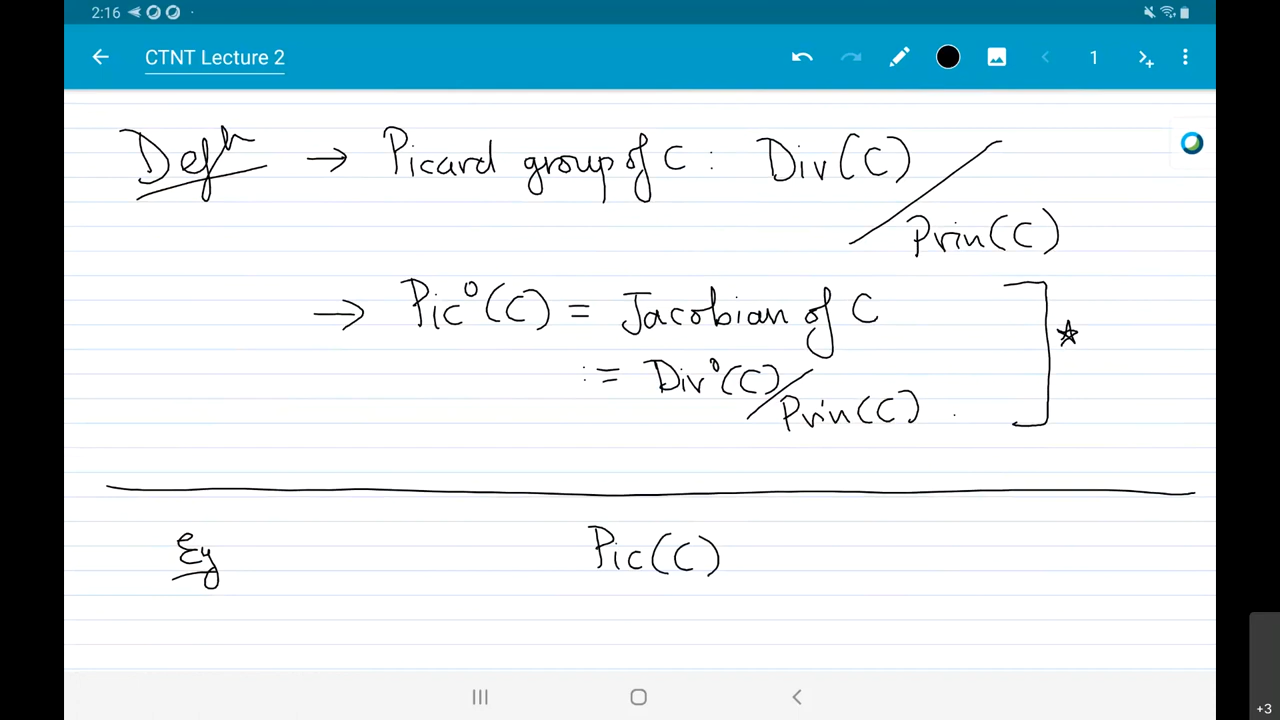 2:16
CTNT Lecture 2
1
Defⁿ → Picard group of C : Div(C) / Prin(C)
→ Pic⁰(C) = Jacobian of C
:= Div⁰(C) / Prin(C) . ] ☆
Eg Pic(C)
+3